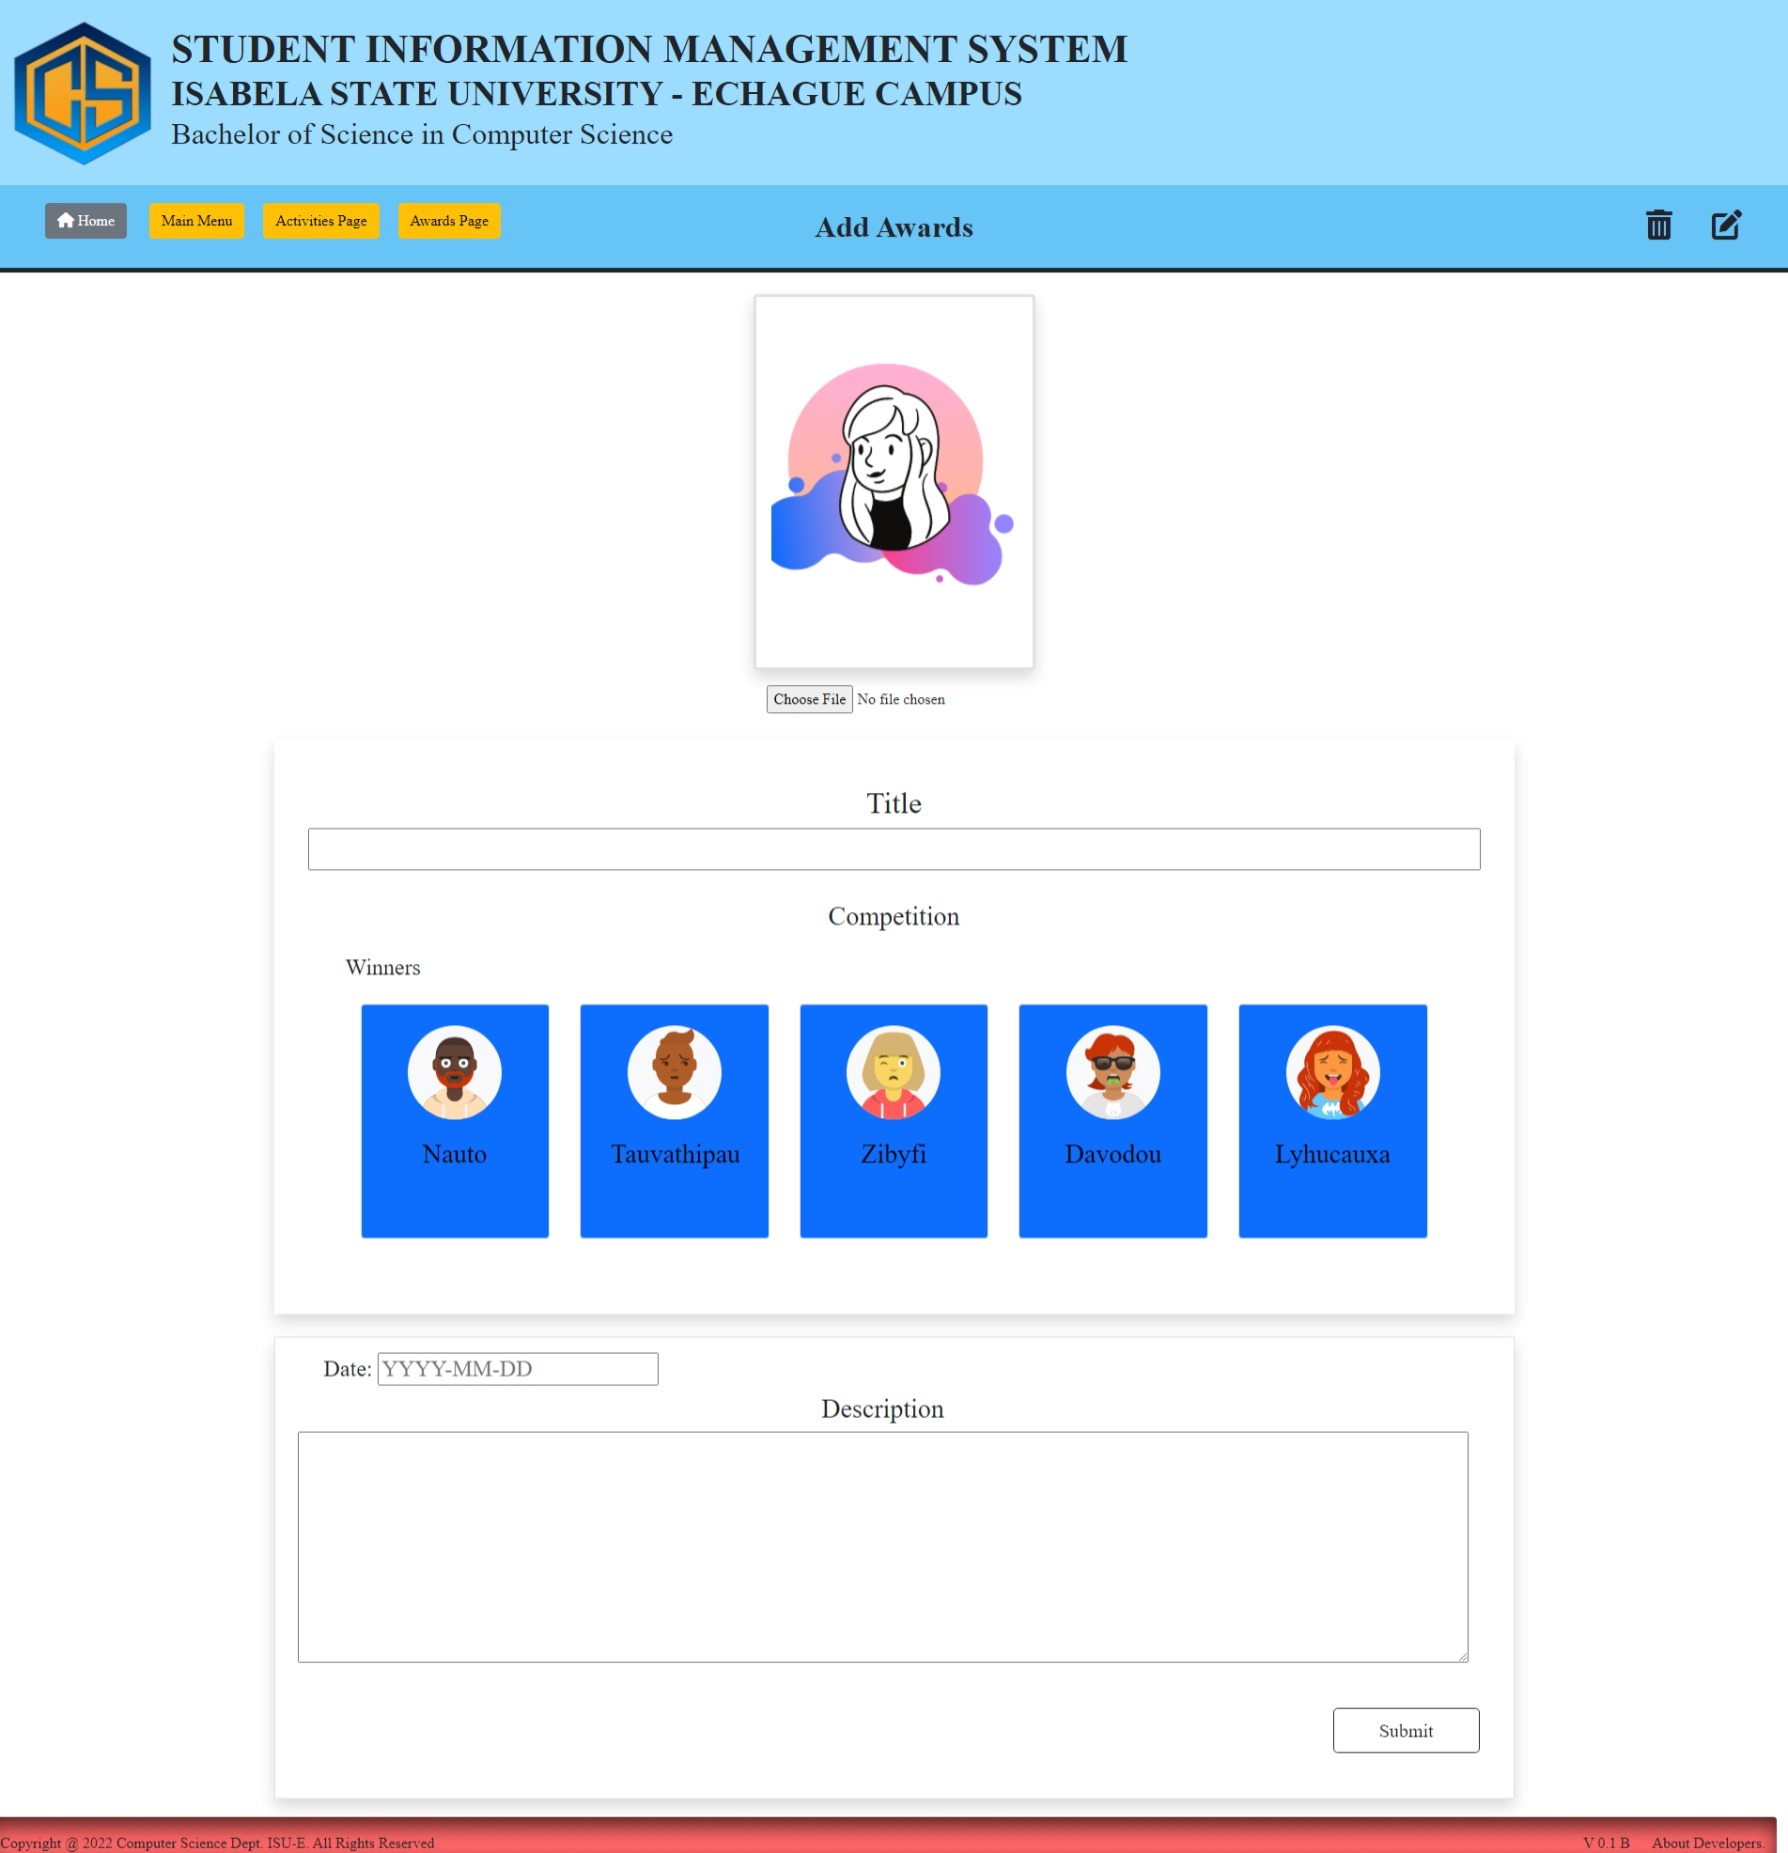 CS
STUDENT INFORMATION MANAGEMENT SYSTEM
ISABELA STATE UNIVERSITY - ECHAGUE CAMPUS
Bachelor of Science in Computer Science
Home
Main Menu
Activities Page
Awards Page
Add Awards
Choose File No file chosen
Title
Competition
Winners
Nauto
Tauvathipau
Zibyfi
Davodou
Lyhucauxa
Date: YYYY-MM-DD
Description
Submit
Copyright @ 2022 Computer Science Dept. ISU-E. All Rights Reserved
V 0.1 B
About Developers.